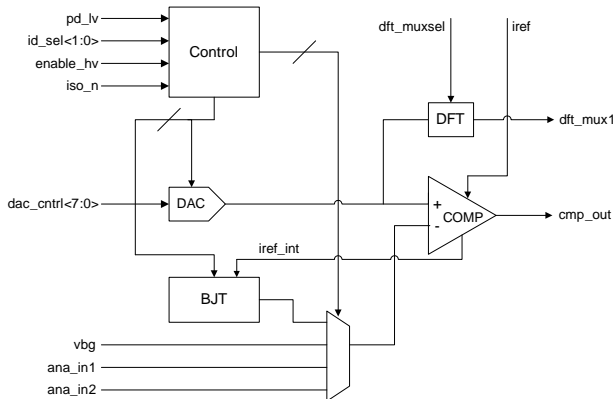 pd_lv
id_sel<1:0>
enable_hv
iso_n
Control
dft_muxsel
iref
DFT
dft_mux1
dac_cntrl<7:0>
DAC
+
-
COMP
cmp_out
iref_int
BJT
vbg
ana_in1
ana_in2